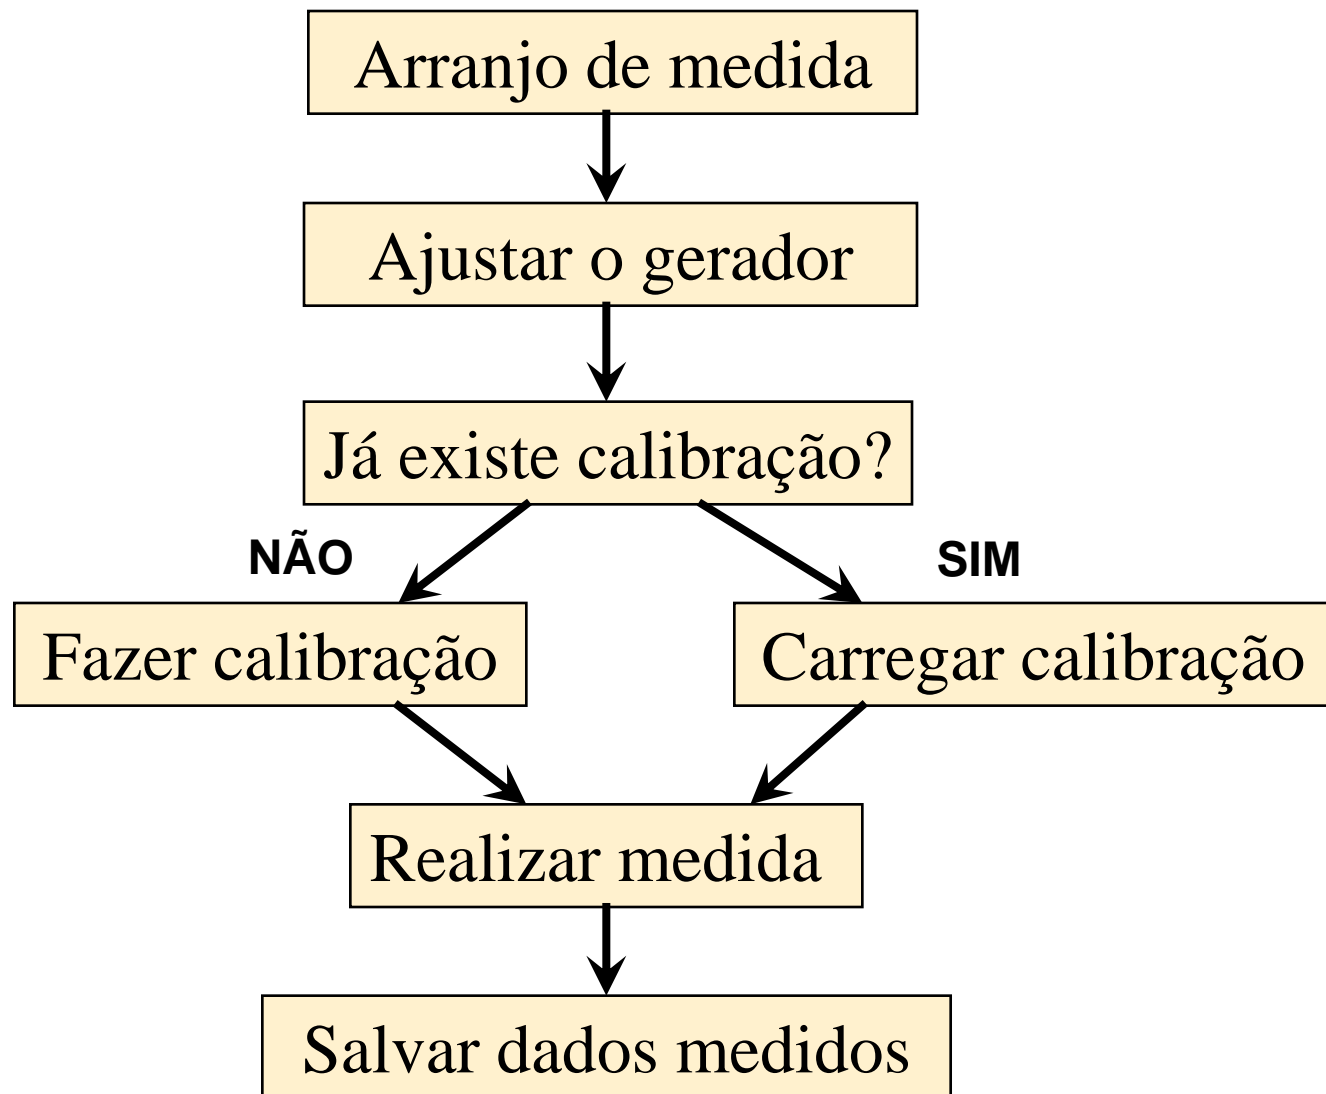 Arranjo de medida
Ajustar o gerador
Já existe calibração?
NÃO
SIM
Fazer calibração
Carregar calibração
Realizar medida
Salvar dados medidos